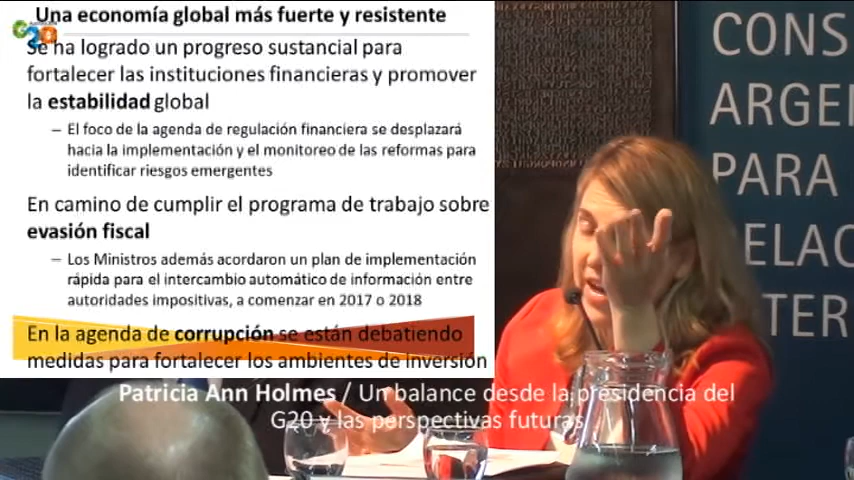 Una economía global más fuerte y resistente
G20
Se ha logrado un progreso sustancial para
fortalecer las instituciones financieras y promover
la estabilidad global
– El foco de la agenda de regulación financiera se desplazará
hacia la implementación y el monitoreo de las reformas para
identificar riesgos emergentes
En camino de cumplir el programa de trabajo sobre
evasión fiscal
– Los Ministros además acordaron un plan de implementación
rápida para el intercambio automático de información entre
autoridades impositivas, a comenzar en 2017 o 2018
En la agenda de corrupción se están debatiendo
medidas para fortalecer los ambientes de inversión
CONS
ARGEN
PARA
ELAC
TER
Patricia Ann Holmes / Un balance desde la presidencia del
G20 y las perspectivas futuras